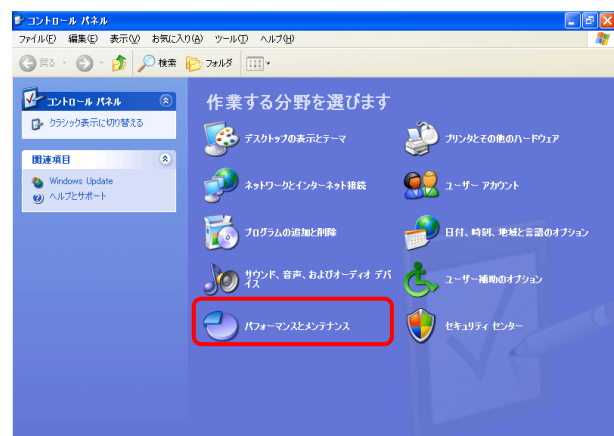 コントロール パネル
ファイル(F) 編集(E) 表示(V) お気に入り(A) ツール(T) ヘルプ(H)
戻る 検索 フォルダ
コントロール パネル
クラシック表示に切り替える
関連項目
Windows Update
ヘルプとサポート
作業する分野を選びます
デスクトップの表示とテーマ
プリンタとその他のハードウェア
ネットワークとインターネット接続
ユーザー アカウント
プログラムの追加と削除
日付、時刻、地域と言語のオプション
サウンド、音声、およびオーディオ デバ
イス
ユーザー補助のオプション
パフォーマンスとメンテナンス
セキュリティ センター